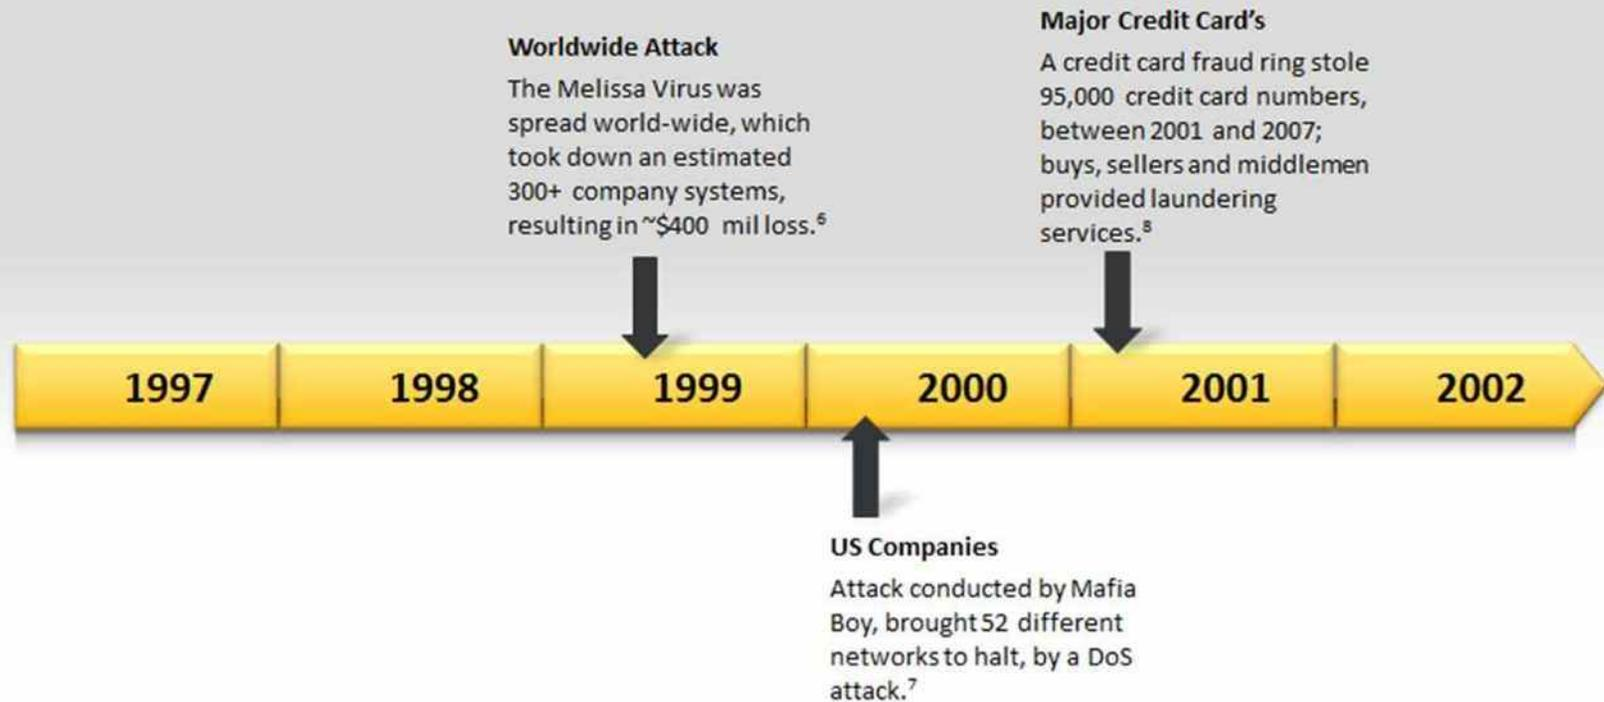 Worldwide Attack
The Melissa Virus was
spread world-wide, which
took down an estimated
300+ company systems,
resulting in ~$400 mil loss.⁶
Major Credit Card's
A credit card fraud ring stole
95,000 credit card numbers,
between 2001 and 2007;
buys, sellers and middlemen
provided laundering
services.⁸
1997 1998 1999 2000 2001 2002
US Companies
Attack conducted by Mafia
Boy, brought 52 different
networks to halt, by a DoS
attack.⁷